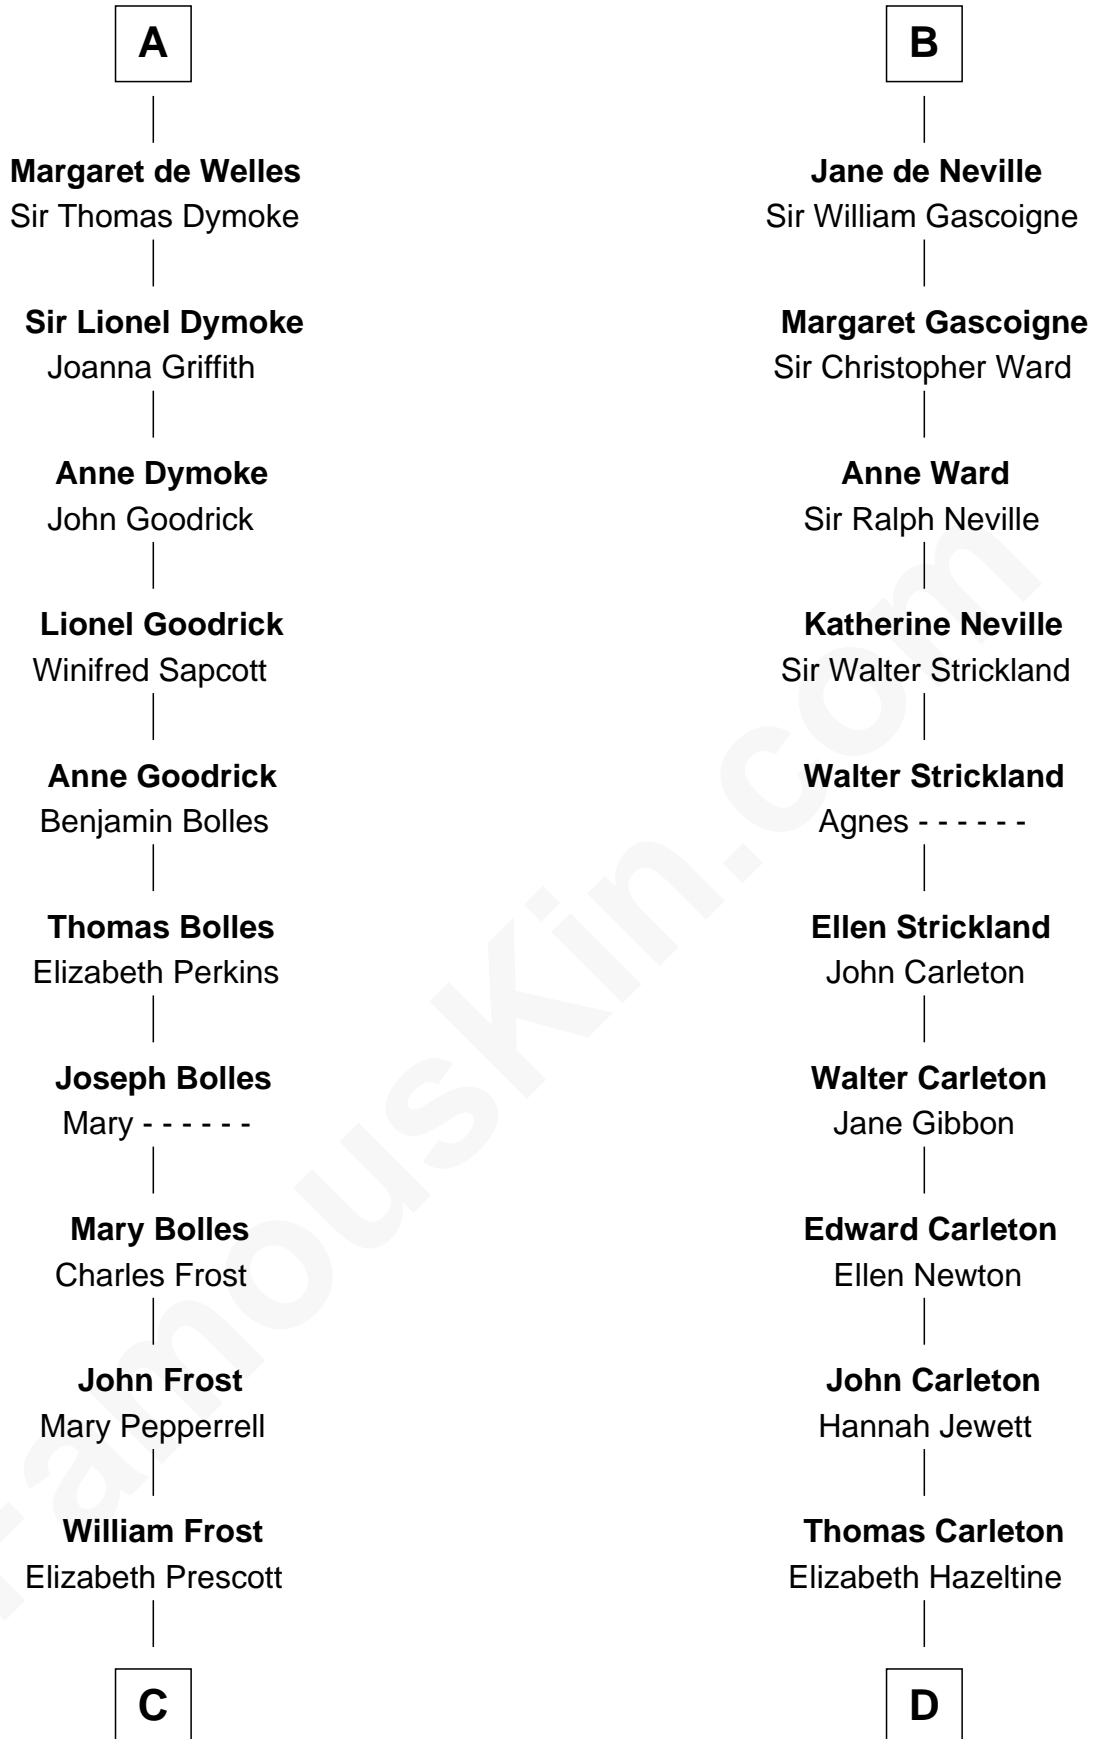 A
Margaret de Welles
Sir Thomas Dymoke
Sir Lionel Dymoke
Joanna Griffith
Anne Dymoke
John Goodrick
Lionel Goodrick
Winifred Sapcott
Anne Goodrick
Benjamin Bolles
Thomas Bolles
Elizabeth Perkins
Joseph Bolles
Mary - - - - - -
Mary Bolles
Charles Frost
John Frost
Mary Pepperrell
William Frost
Elizabeth Prescott
C
B
Jane de Neville
Sir William Gascoigne
Margaret Gascoigne
Sir Christopher Ward
Anne Ward
Sir Ralph Neville
Katherine Neville
Sir Walter Strickland
Walter Strickland
Agnes - - - - - -
Ellen Strickland
John Carleton
Walter Carleton
Jane Gibbon
Edward Carleton
Ellen Newton
John Carleton
Hannah Jewett
Thomas Carleton
Elizabeth Hazeltine
D
FamousKin.com